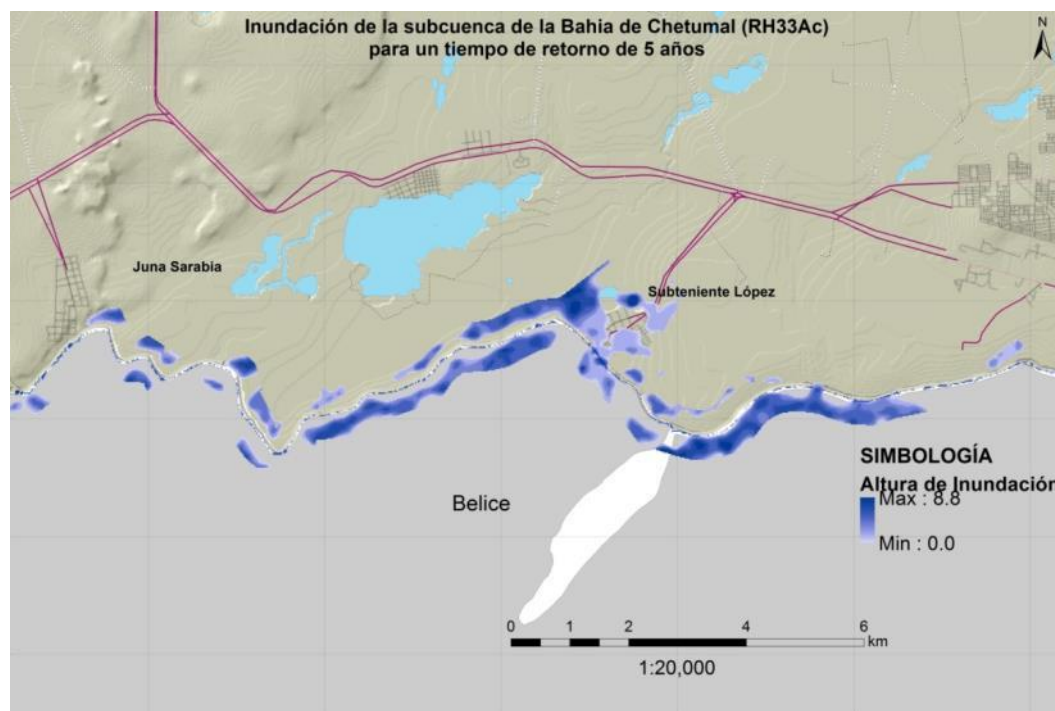 Inundación de la subcuenca de la Bahia de Chetumal (RH33Ac)
para un tiempo de retorno de 5 años
N
Juna Sarabia
Subteniente López
Belice
SIMBOLOGÍA
Altura de Inundación
Max : 8.8
Min : 0.0
0 1 2 4 6
km
1:20,000